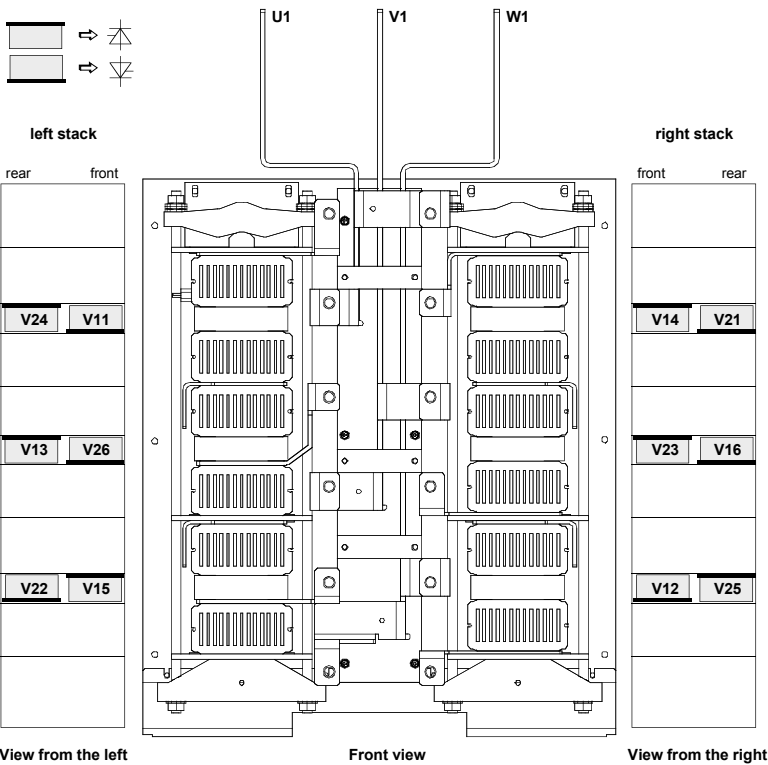 U1 V1 W1
left stack right stack
rear front front rear
V24 V11 V14 V21
V13 V26 V23 V16
V22 V15 V12 V25
View from the left Front view View from the right